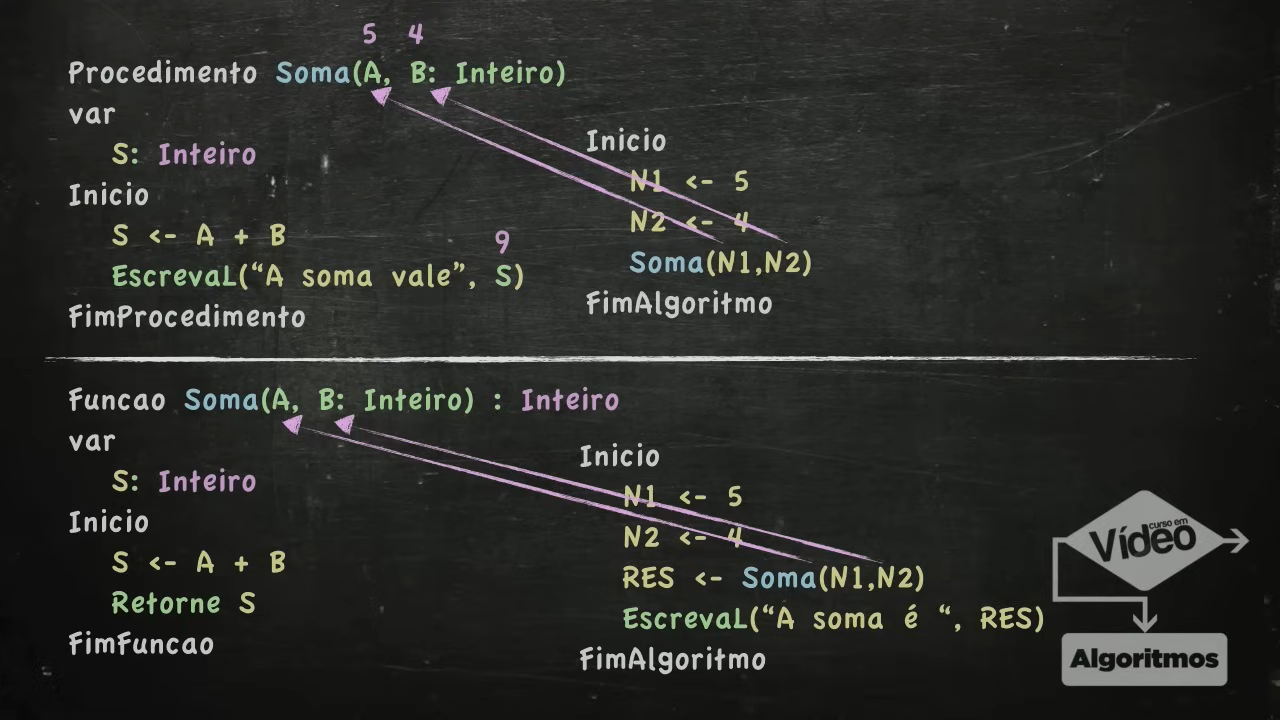 5 4
Procedimento Soma(A, B: Inteiro)
var
S: Inteiro
Inicio
S <- A + B
9
EscrevaL(“A soma vale”, S)
FimProcedimento
Inicio
N1 <- 5
N2 <- 4
Soma(N1,N2)
FimAlgoritmo
Funcao Soma(A, B: Inteiro) : Inteiro
var
S: Inteiro
Inicio
S <- A + B
Retorne S
FimFuncao
Inicio
N1 <- 5
N2 <- 4
RES <- Soma(N1,N2)
EscrevaL(“A soma é “, RES)
FimAlgoritmo
curso em
Vídeo
Algoritmos